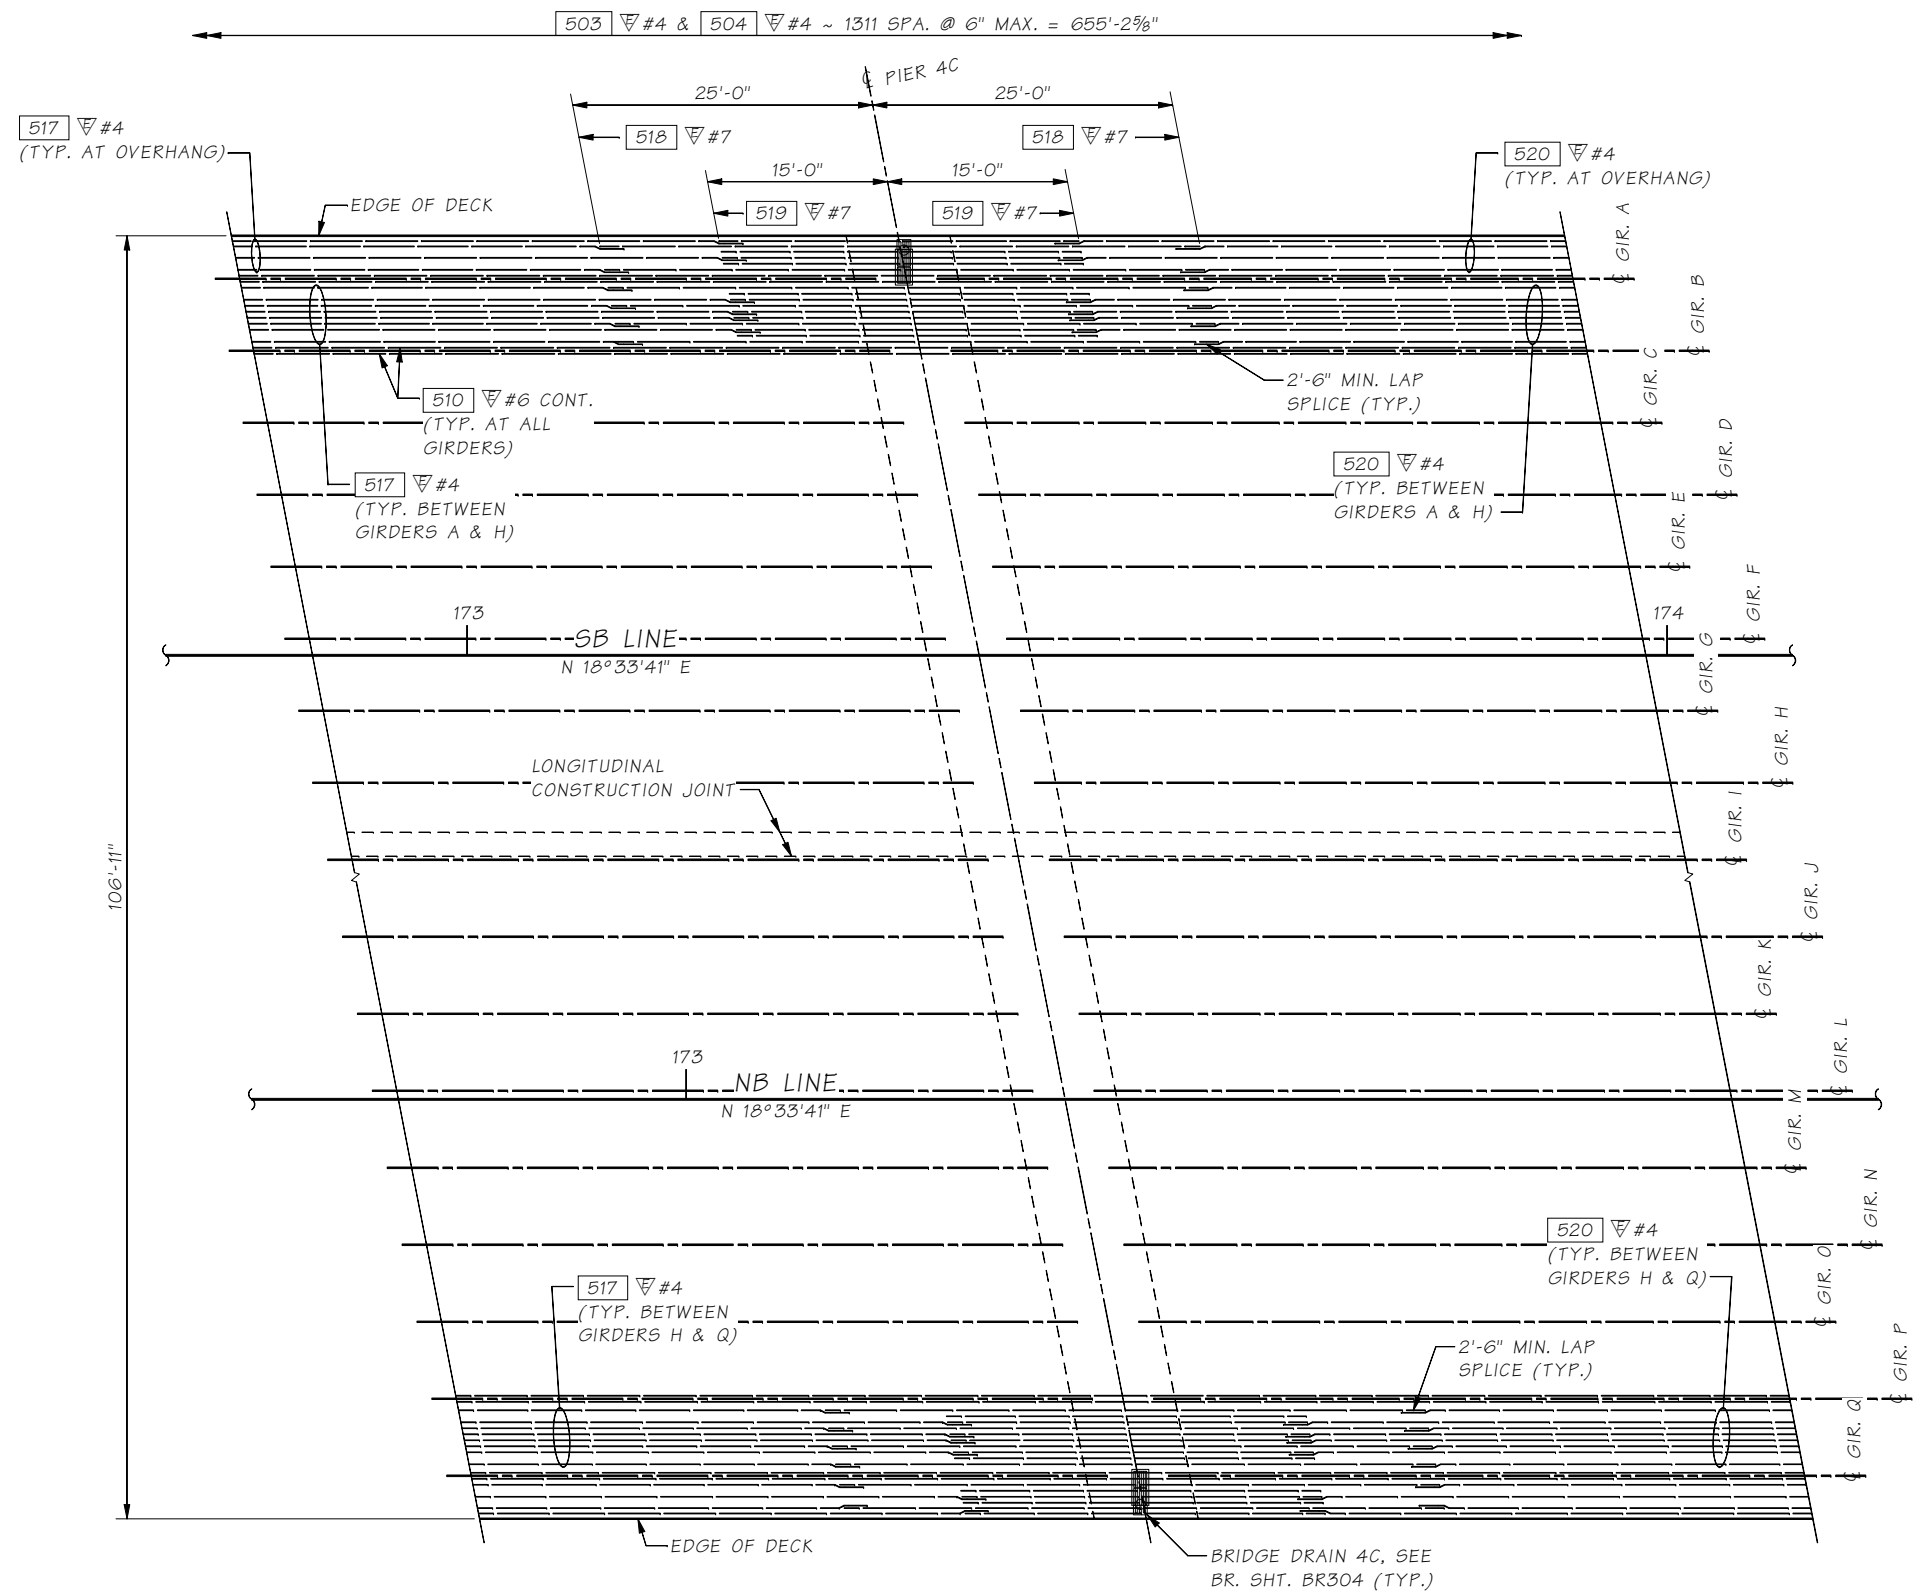 503 E #4 & 504 E #4 ~ 1311 SPA. @ 6" MAX. = 655'-2⅝"
℄ PIER 4C
25'-0" 25'-0"
517 E #4
(TYP. AT OVERHANG)
518 E #7 518 E #7
520 E #4
(TYP. AT OVERHANG)
15'-0" 15'-0"
519 E #7 519 E #7
EDGE OF DECK
℄ GIR. A
℄ GIR. B
℄ GIR. C
510 E #6 CONT.
(TYP. AT ALL
GIRDERS)
2'-6" MIN. LAP
SPLICE (TYP.)
℄ GIR. D
517 E #4
(TYP. BETWEEN
GIRDERS A & H)
520 E #4
(TYP. BETWEEN
GIRDERS A & H)
℄ GIR. E
℄ GIR. F
173
174
SB LINE
N 18°33'41" E
℄ GIR. G
℄ GIR. H
LONGITUDINAL
CONSTRUCTION JOINT
℄ GIR. I
106'-11"
℄ GIR. J
℄ GIR. K
℄ GIR. L
173
NB LINE
N 18°33'41" E
℄ GIR. M
℄ GIR. N
℄ GIR. O
517 E #4
(TYP. BETWEEN
GIRDERS H & Q)
520 E #4
(TYP. BETWEEN
GIRDERS H & Q)
℄ GIR. P
2'-6" MIN. LAP
SPLICE (TYP.)
℄ GIR. Q
EDGE OF DECK
BRIDGE DRAIN 4C, SEE
BR. SHT. BR304 (TYP.)